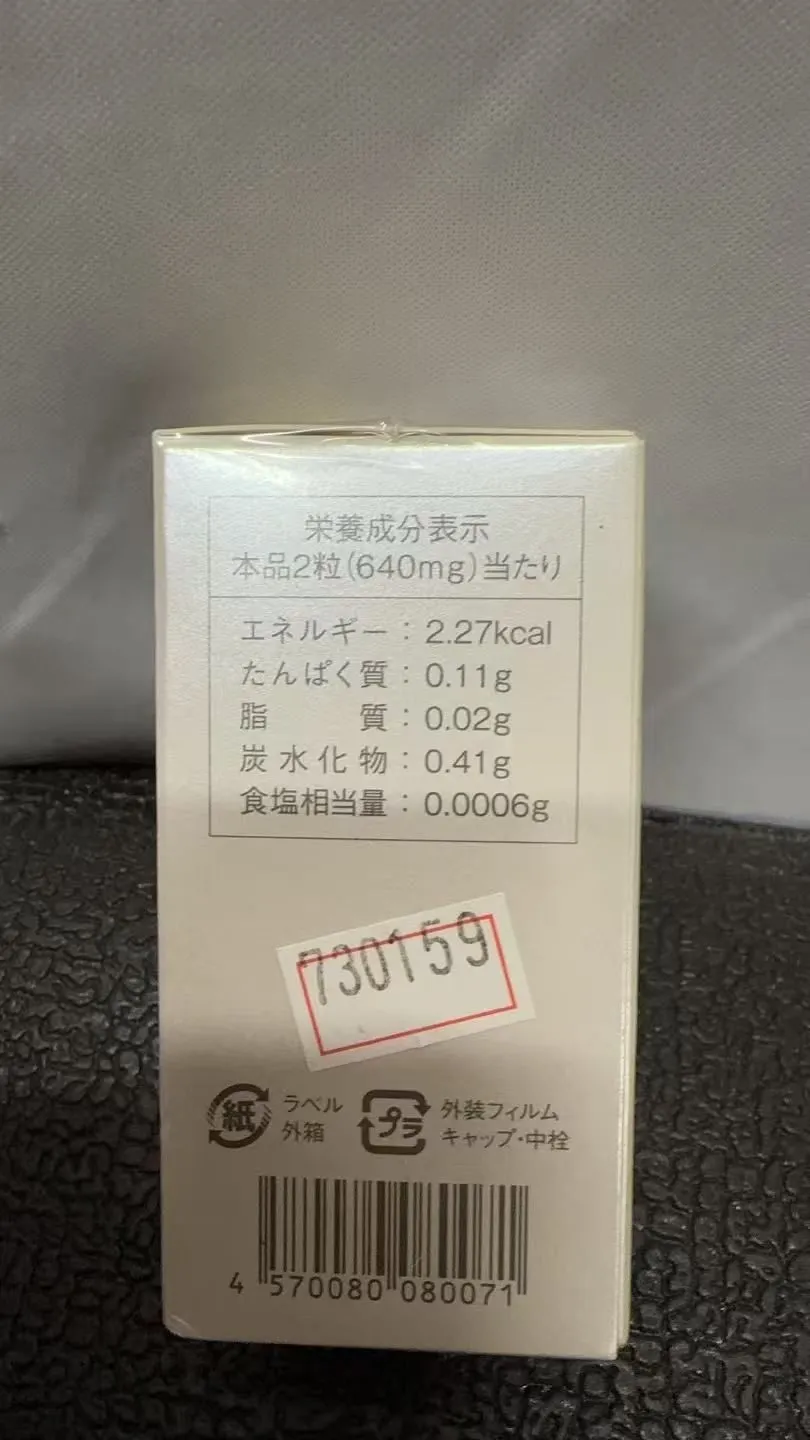 栄養成分表示
本品2粒(640mg)当たり
エネルギー：2.27kcal
たんぱく質：0.11g
脂質：0.02g
炭水化物：0.41g
食塩相当量：0.0006g
730159
紙 ラベル
外箱
プラ 外装フィルム
キャップ・中栓
4 570080 080071